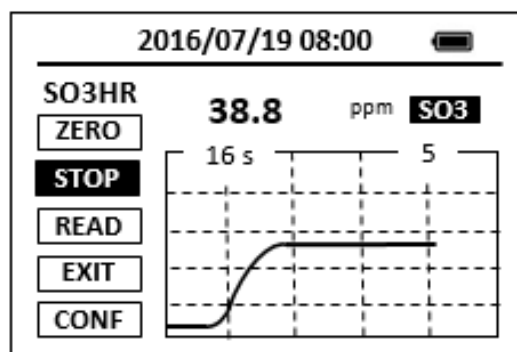 2016/07/19 08:00
SO3HR
38.8 ppm SO3
ZERO
16 s 5
STOP
READ
EXIT
CONF